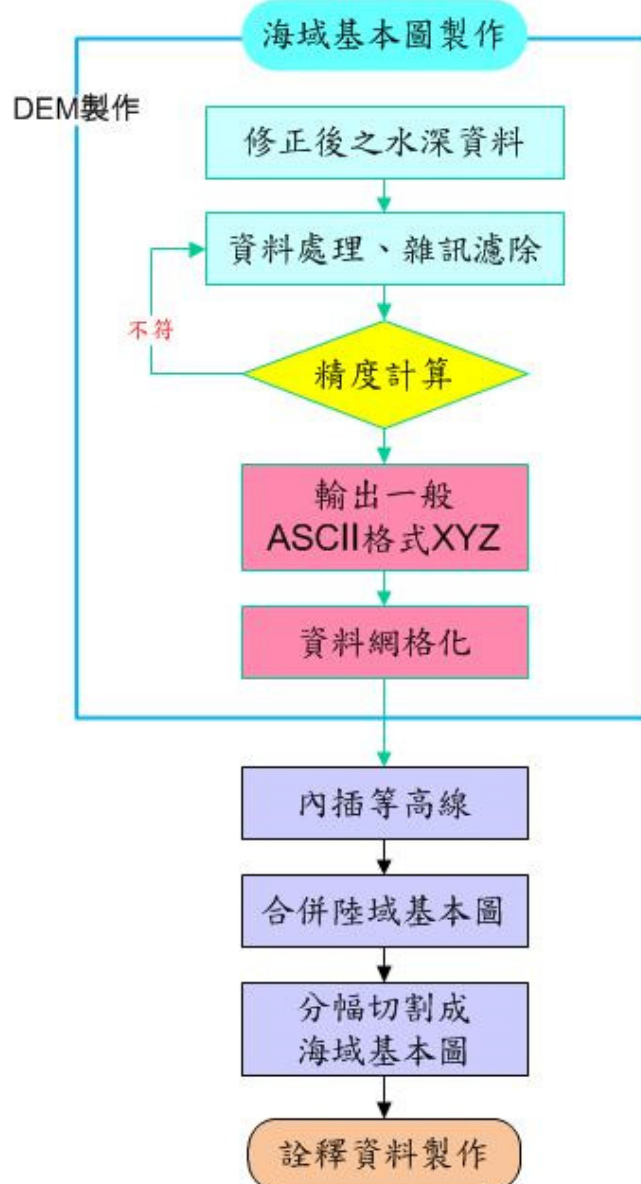 海域基本圖製作
DEM製作
修正後之水深資料
資料處理、雜訊濾除
不符
精度計算
輸出一般
ASCII格式XYZ
資料網格化
內插等高線
合併陸域基本圖
分幅切割成
海域基本圖
詮釋資料製作